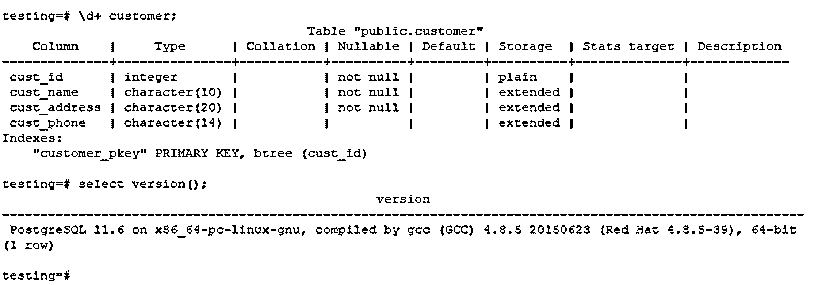 testing=# \d+ customer;
Table "public.customer"
Column | Type | Collation | Nullable | Default | Storage | Stats target | Description
--------------+---------------+-----------+----------+---------+----------+--------------+-------------
cust_id | integer | | not null | | plain | |
cust_name | character(10) | | not null | | extended | |
cust_address | character(20) | | not null | | extended | |
cust_phone | character(14) | | | | extended | |
Indexes:
"customer_pkey" PRIMARY KEY, btree (cust_id)
testing=# select version();
version
---------------------------------------------------------------------------------------------------------
PostgreSQL 11.6 on x86_64-pc-linux-gnu, compiled by gcc (GCC) 4.8.5 20150623 (Red Hat 4.8.5-39), 64-bit
(1 row)
testing=#